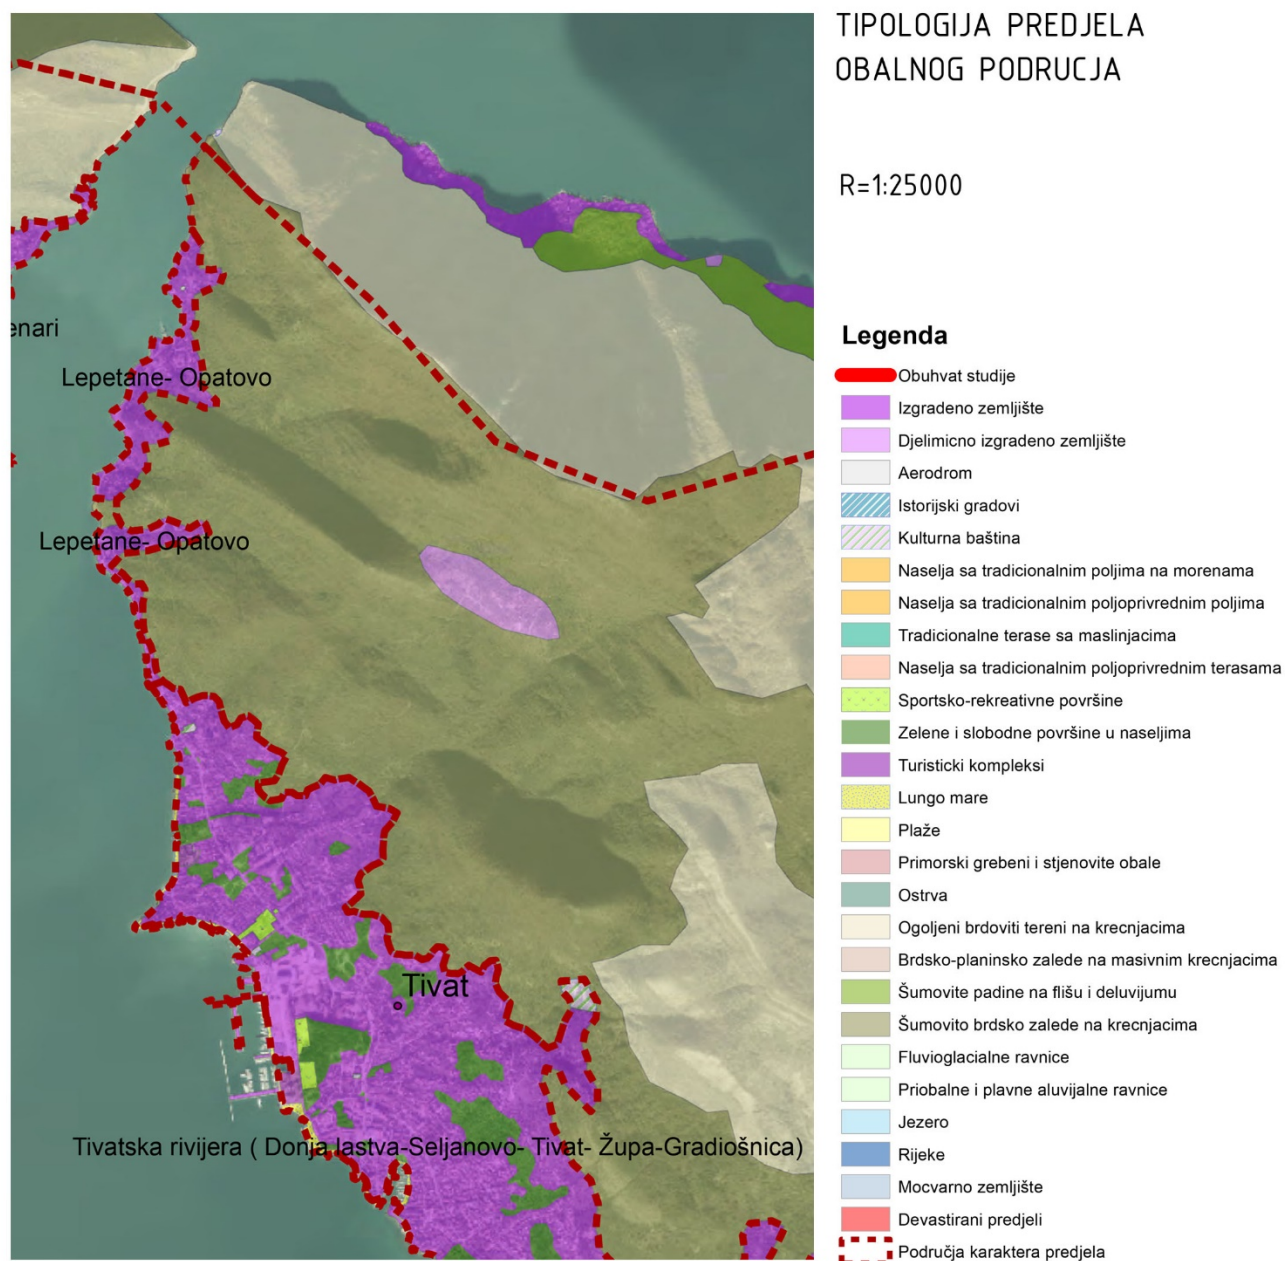 TIPOLOGIJA PREDJELA
OBALNOG PODRUCJA
R=1:25000
enari
Lepetane- Opatovo
Lepetane- Opatovo
Tivat
Tivatska rivijera ( Donja lastva-Seljanovo- Tivat- Župa-Gradiošnica)
Legenda
Obuhvat studije
Izgradeno zemljište
Djelimicno izgradeno zemljište
Aerodrom
Istorijski gradovi
Kulturna baština
Naselja sa tradicionalnim poljima na morenama
Naselja sa tradicionalnim poljoprivrednim poljima
Tradicionalne terase sa maslinjacima
Naselja sa tradicionalnim poljoprivrednim terasama
Sportsko-rekreativne površine
Zelene i slobodne površine u naseljima
Turisticki kompleksi
Lungo mare
Plaže
Primorski grebeni i stjenovite obale
Ostrva
Ogoljeni brdoviti tereni na krecnjacima
Brdsko-planinsko zalede na masivnim krecnjacima
Šumovite padine na flišu i deluvijumu
Šumovito brdsko zalede na krecnjacima
Fluvioglacialne ravnice
Priobalne i plavne aluvijalne ravnice
Jezero
Rijeke
Mocvarno zemljište
Devastirani predjeli
Područja karaktera predjela